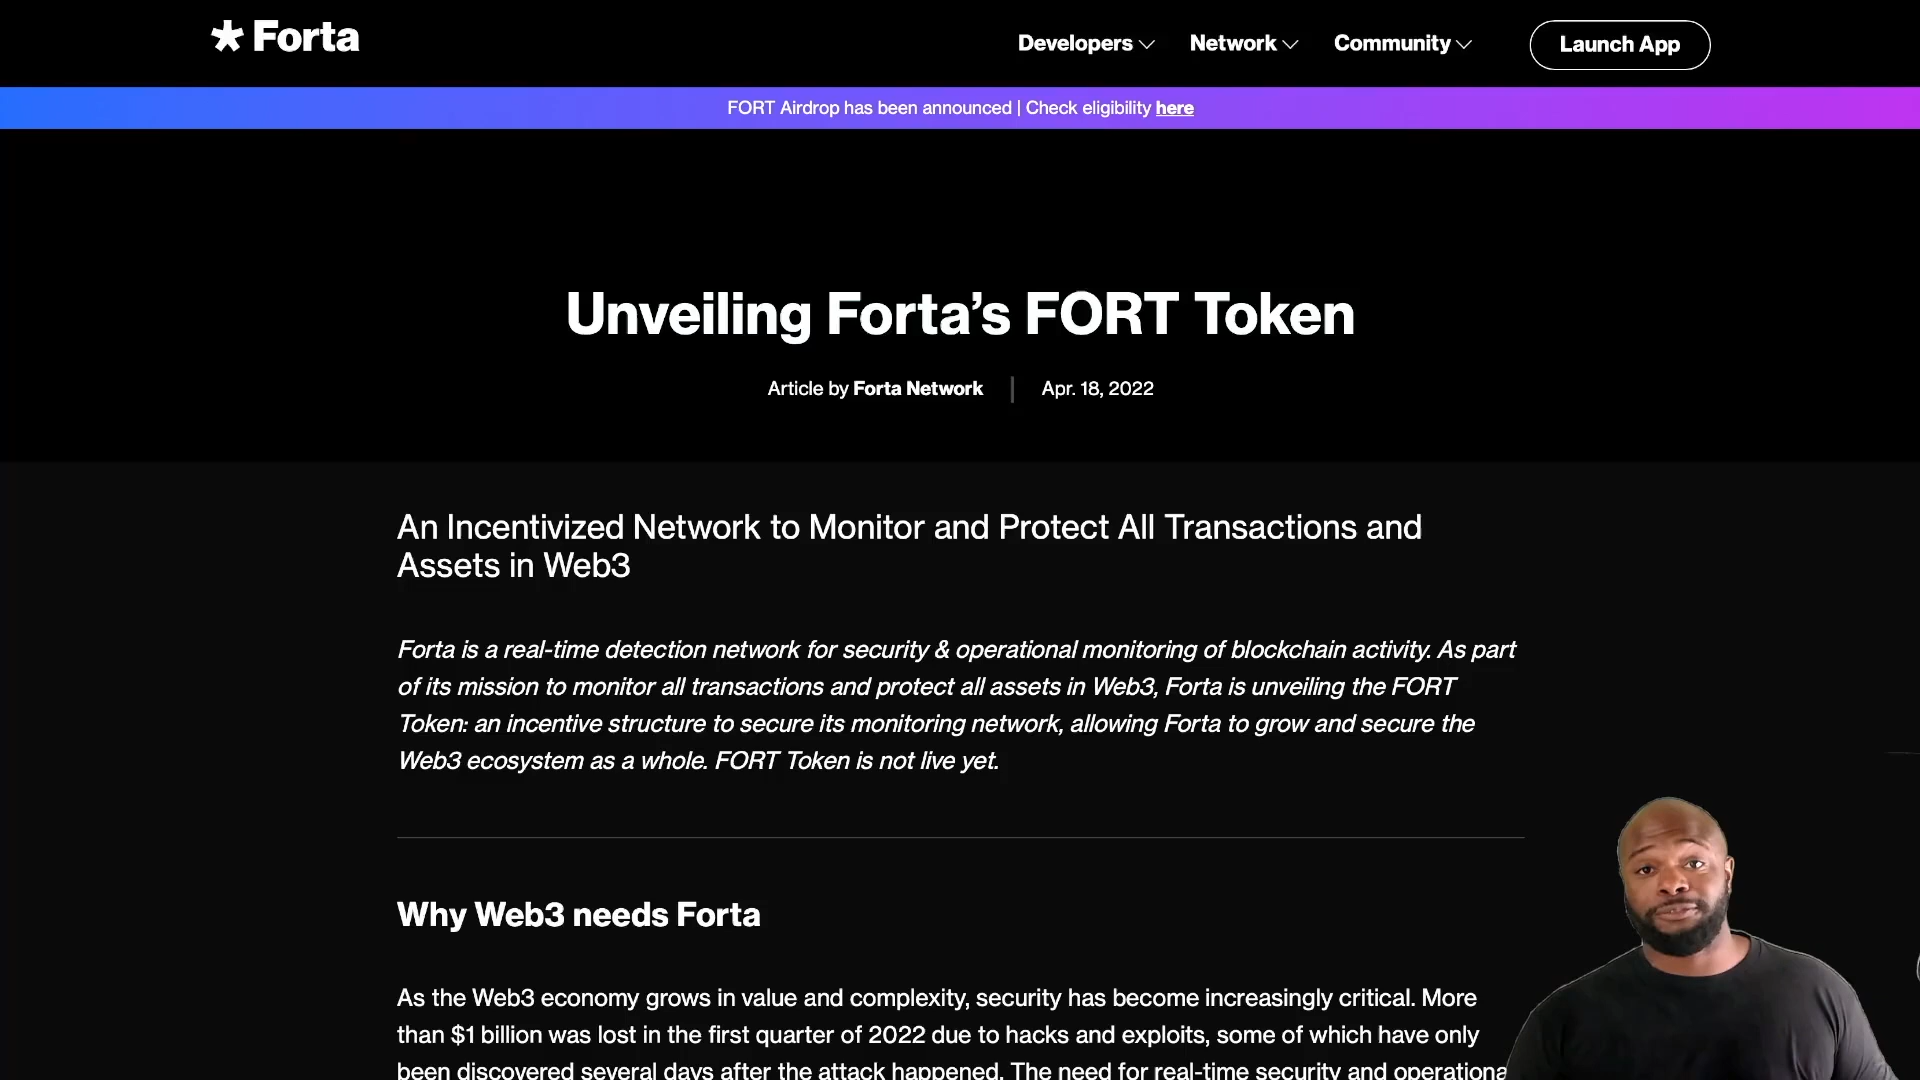 Forta
Developers
Network
Community
Launch App
FORT Airdrop has been announced | Check eligibility here
Unveiling Forta’s FORT Token
Article by Forta Network
Apr. 18, 2022
An Incentivized Network to Monitor and Protect All Transactions and
Assets in Web3
Forta is a real-time detection network for security & operational monitoring of blockchain activity. As part
of its mission to monitor all transactions and protect all assets in Web3, Forta is unveiling the FORT
Token: an incentive structure to secure its monitoring network, allowing Forta to grow and secure the
Web3 ecosystem as a whole. FORT Token is not live yet.
Why Web3 needs Forta
As the Web3 economy grows in value and complexity, security has become increasingly critical. More
than $1 billion was lost in the first quarter of 2022 due to hacks and exploits, some of which have only
been discovered several days after the attack happened. The need for real-time security and operationa